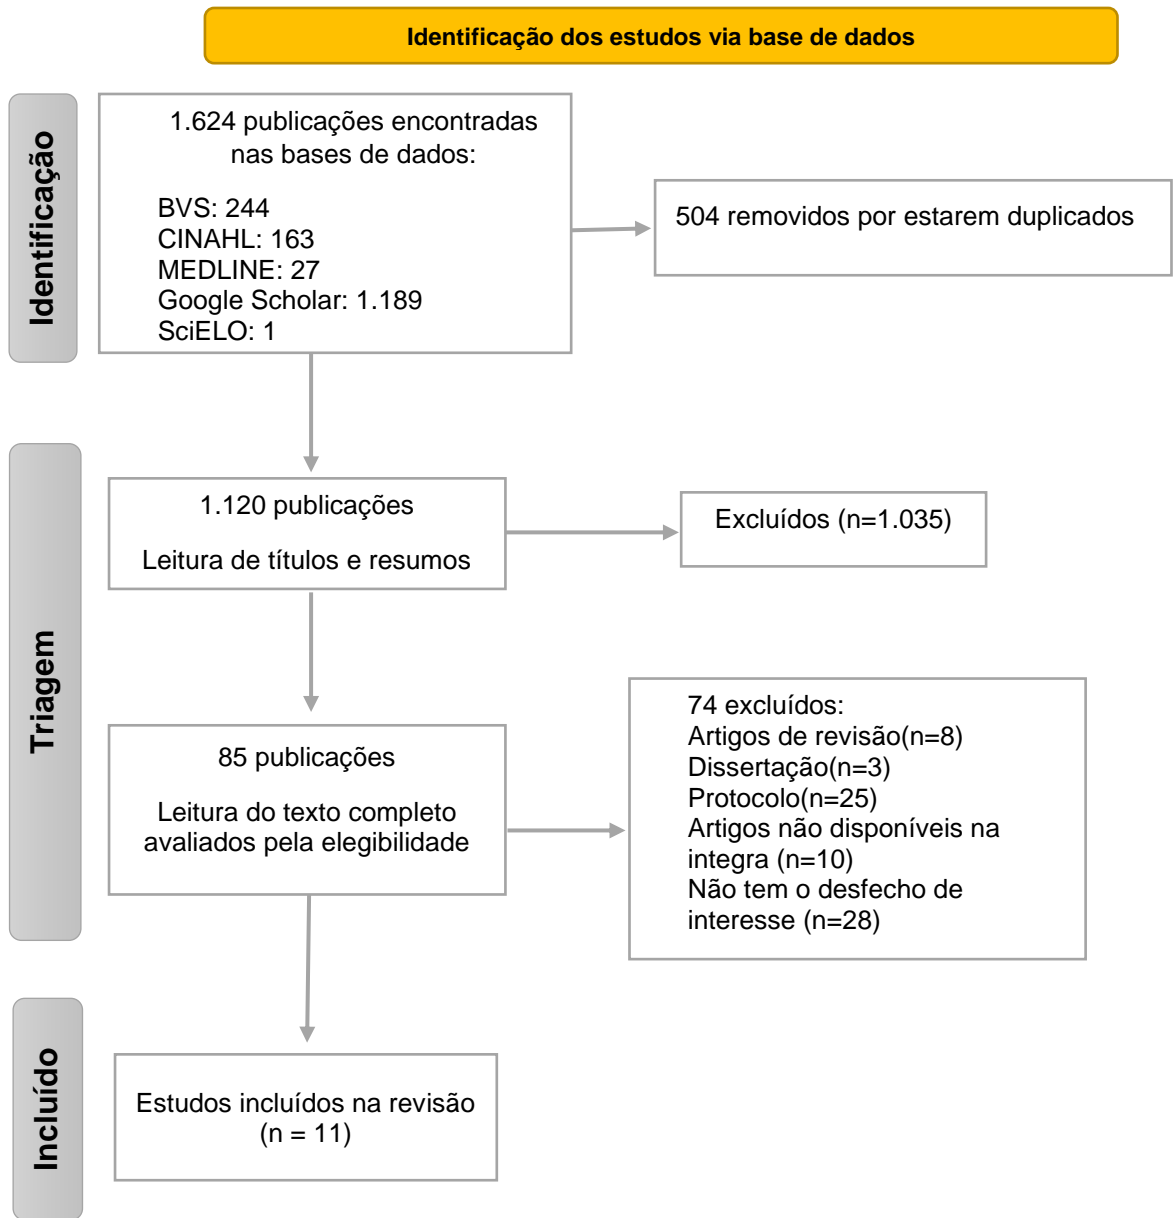 Identificação dos estudos via base de dados
Identificação
1.624 publicações encontradas
nas bases de dados:
BVS: 244
CINAHL: 163
MEDLINE: 27
Google Scholar: 1.189
SciELO: 1
504 removidos por estarem duplicados
Triagem
1.120 publicações
Leitura de títulos e resumos
Excluídos (n=1.035)
85 publicações
Leitura do texto completo
avaliados pela elegibilidade
74 excluídos:
Artigos de revisão(n=8)
Dissertação(n=3)
Protocolo(n=25)
Artigos não disponíveis na
integra (n=10)
Não tem o desfecho de
interesse (n=28)
Incluído
Estudos incluídos na revisão
(n = 11)